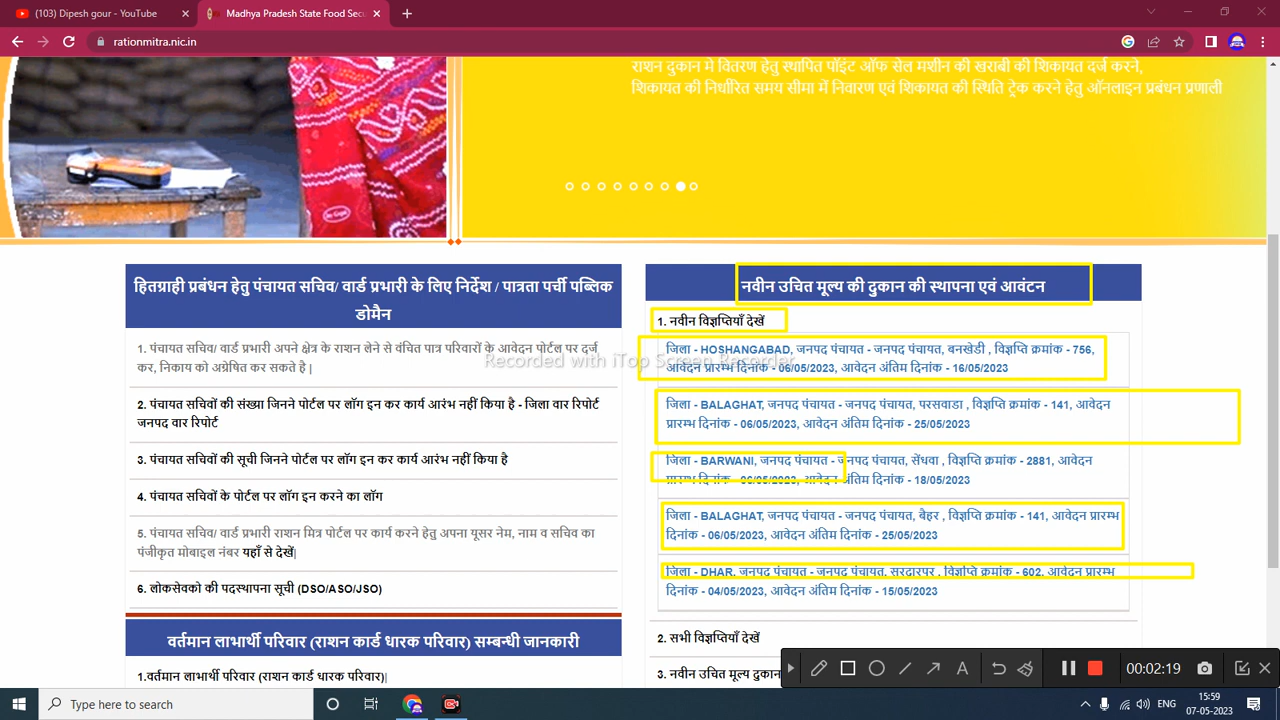 (103) Dipesh gour - YouTube
Madhya Pradesh State Food Sec
rationmitra.nic.in
राशन दुकान मे वितरण हेतु स्थापित पॉइंट ऑफ सेल मशीन की खराबी की शिकायत दर्ज करने,
शिकायत की निर्धारित समय सीमा में निवारण एवं शिकायत की स्थिति ट्रेक करने हेतु ऑनलाइन प्रबंधन प्रणाली
हितग्राही प्रबंधन हेतु पंचायत सचिव/ वार्ड प्रभारी के लिए निर्देश / पात्रता पर्ची पब्लिक
डोमैन
1. पंचायत सचिव/ वार्ड प्रभारी अपने क्षेत्र के राशन लेने से वंचित पात्र परिवारों के आवेदन पोर्टल पर दर्ज
कर, निकाय को अग्रेषित कर सकते है |
2. पंचायत सचिवों की संख्या जिनने पोर्टल पर लॉग इन कर कार्य आरंभ नहीं किया है - जिला वार रिपोर्ट
जनपद वार रिपोर्ट
3. पंचायत सचिवों की सूची जिनने पोर्टल पर लॉग इन कर कार्य आरंभ नहीं किया है
4. पंचायत सचिवों के पोर्टल पर लॉग इन करने का लॉग
5. पंचायत सचिव/ वार्ड प्रभारी राशन मित्र पोर्टल पर कार्य करने हेतु अपना यूसर नेम, नाम व सचिव का
पंजीकृत मोबाइल नंबर यहाँ से देखें|
6. लोकसेवको की पदस्थापना सूची (DSO/ASO/JSO)
वर्तमान लाभार्थी परिवार (राशन कार्ड धारक परिवार) सम्बन्धी जानकारी
1.वर्तमान लाभार्थी परिवार (राशन कार्ड धारक परिवार)|
नवीन उचित मूल्य की दुकान की स्थापना एवं आवंटन
1. नवीन विज्ञप्तियाँ देखें
जिला - HOSHANGABAD, जनपद पंचायत - जनपद पंचायत, बनखेडी , विज्ञप्ति क्रमांक - 756,
आवेदन प्रारम्भ दिनांक - 06/05/2023, आवेदन अंतिम दिनांक - 16/05/2023
Recorded with iTop Screen Recorder
जिला - BALAGHAT, जनपद पंचायत - जनपद पंचायत, परसवाडा , विज्ञप्ति क्रमांक - 141, आवेदन
प्रारम्भ दिनांक - 06/05/2023, आवेदन अंतिम दिनांक - 25/05/2023
जिला - BARWANI, जनपद पंचायत - जनपद पंचायत, सेंधवा , विज्ञप्ति क्रमांक - 2881, आवेदन
प्रारम्भ दिनांक - 06/05/2023, आवेदन अंतिम दिनांक - 18/05/2023
जिला - BALAGHAT, जनपद पंचायत - जनपद पंचायत, बैहर , विज्ञप्ति क्रमांक - 141, आवेदन प्रारम्भ
दिनांक - 06/05/2023, आवेदन अंतिम दिनांक - 25/05/2023
जिला - DHAR, जनपद पंचायत - जनपद पंचायत, सरदारपुर , विज्ञप्ति क्रमांक - 602, आवेदन प्रारम्भ
दिनांक - 04/05/2023, आवेदन अंतिम दिनांक - 15/05/2023
2. सभी विज्ञप्तियाँ देखें
3. नवीन उचित मूल्य दुकान
A
00:02:19
Type here to search
ENG
15:59
07-05-2023